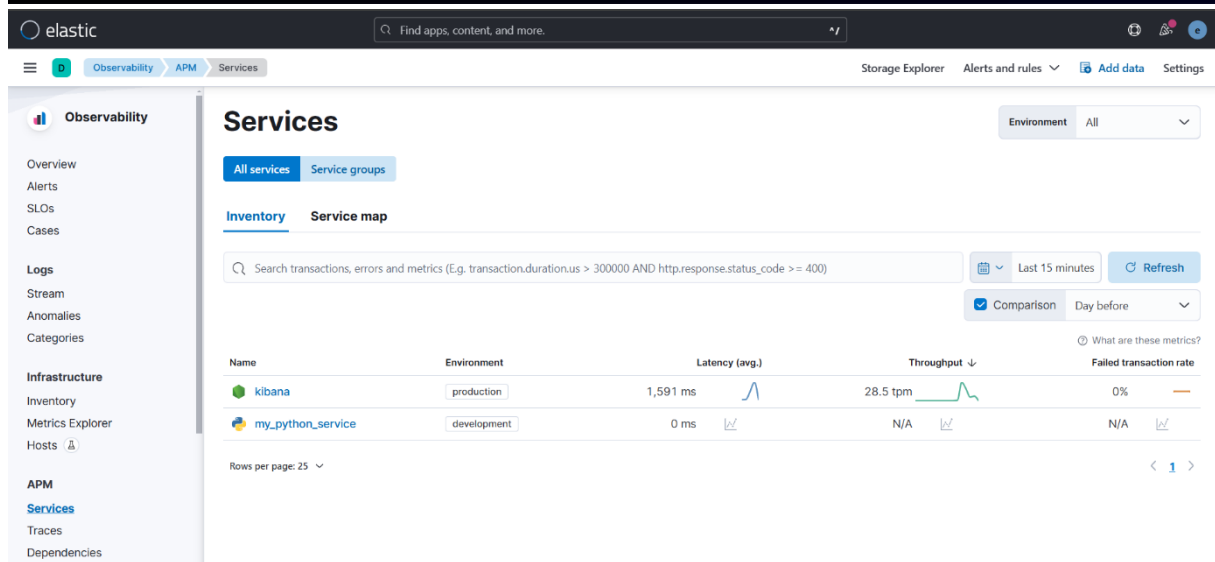 elastic
Find apps, content, and more.
^/
e
D
Observability
APM
Services
Storage Explorer
Alerts and rules
Add data
Settings
Observability
Overview
Alerts
SLOs
Cases
Logs
Stream
Anomalies
Categories
Infrastructure
Inventory
Metrics Explorer
Hosts
APM
Services
Traces
Dependencies
Services
Environment All
All services Service groups
Inventory Service map
Search transactions, errors and metrics (E.g. transaction.duration.us > 300000 AND http.response.status_code >= 400)
Last 15 minutes
Refresh
Comparison Day before
What are these metrics?
Name Environment Latency (avg.) Throughput Failed transaction rate
kibana production 1,591 ms 28.5 tpm 0%
my_python_service development 0 ms N/A N/A
Rows per page: 25
1